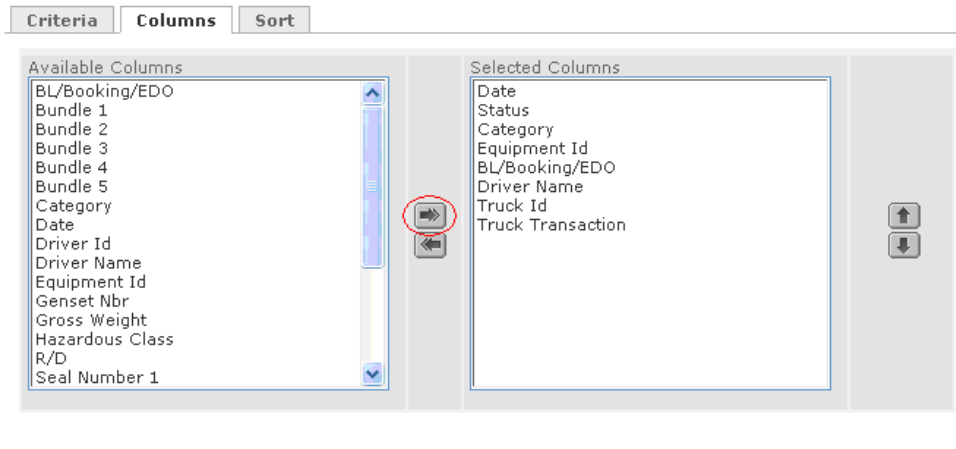 Criteria Columns Sort
Available Columns
BL/Booking/EDO
Bundle 1
Bundle 2
Bundle 3
Bundle 4
Bundle 5
Category
Date
Driver Id
Driver Name
Equipment Id
Genset Nbr
Gross Weight
Hazardous Class
R/D
Seal Number 1
Selected Columns
Date
Status
Category
Equipment Id
BL/Booking/EDO
Driver Name
Truck Id
Truck Transaction